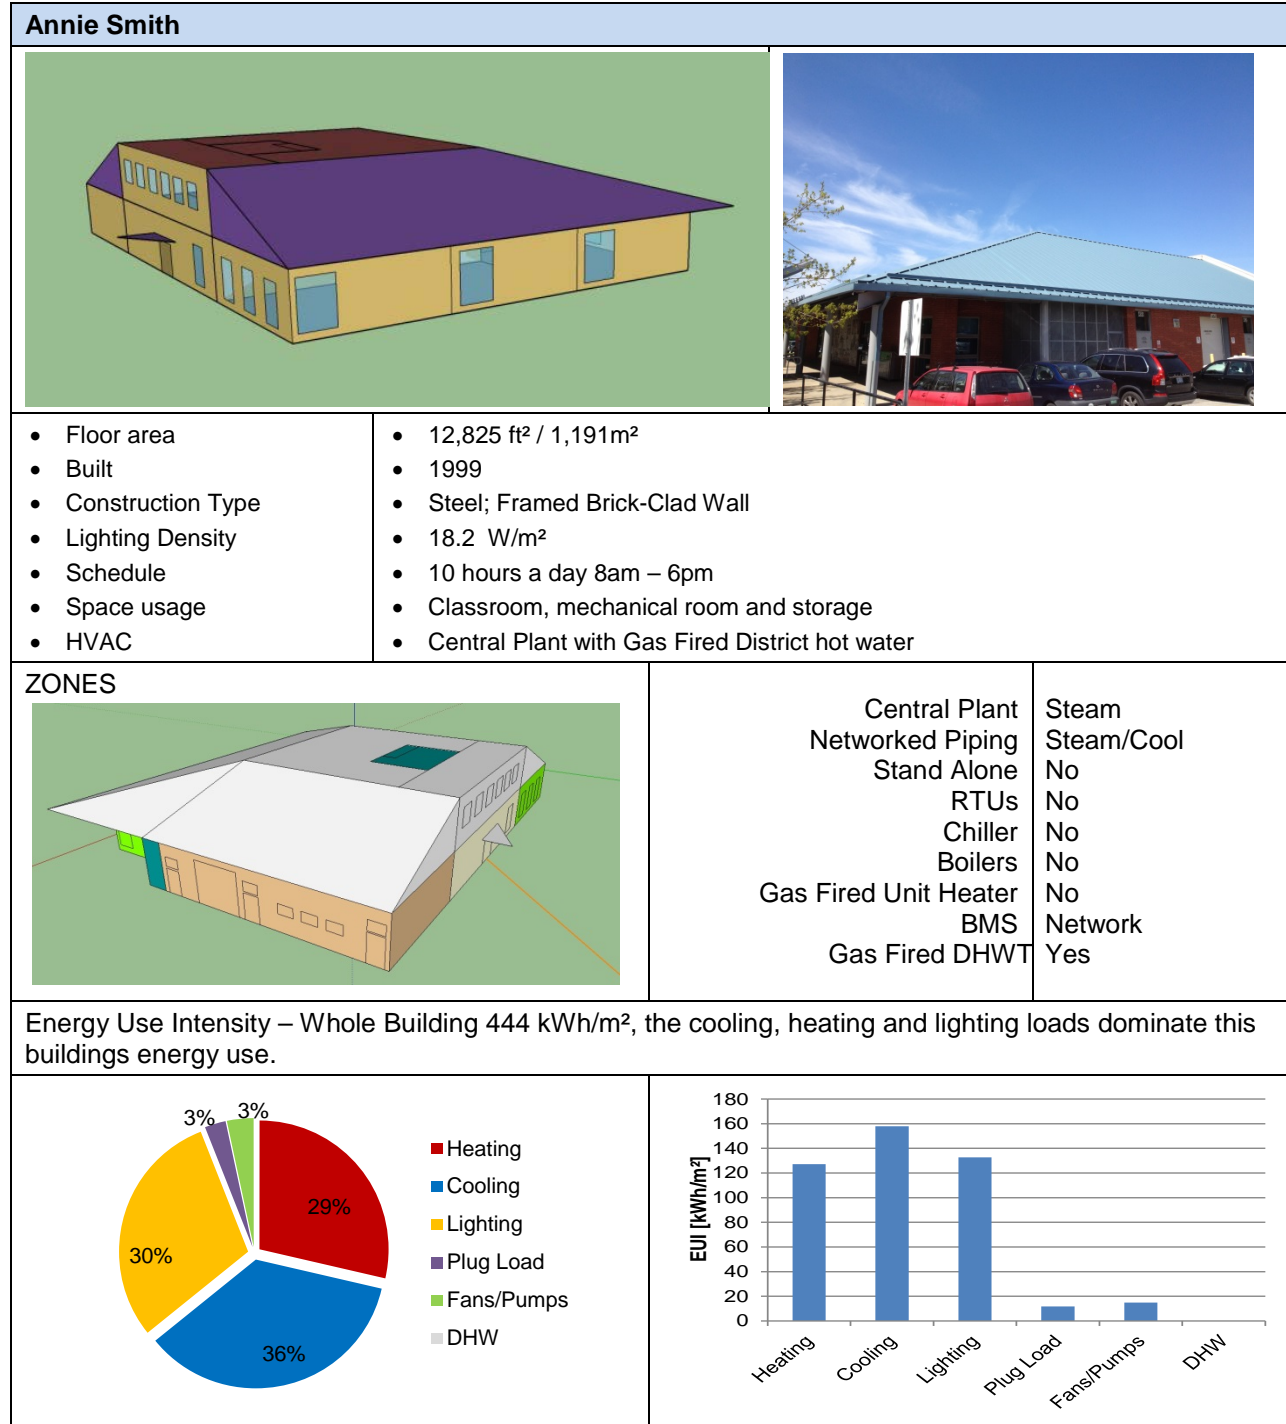 Annie Smith
• Floor area
• Built
• Construction Type
• Lighting Density
• Schedule
• Space usage
• HVAC
• 12,825 ft² / 1,191m²
• 1999
• Steel; Framed Brick-Clad Wall
• 18.2 W/m²
• 10 hours a day 8am – 6pm
• Classroom, mechanical room and storage
• Central Plant with Gas Fired District hot water
ZONES
Central Plant Steam
Networked Piping Steam/Cool
Stand Alone No
RTUs No
Chiller No
Boilers No
Gas Fired Unit Heater No
BMS Network
Gas Fired DHWT Yes
Energy Use Intensity – Whole Building 444 kWh/m², the cooling, heating and lighting loads dominate this
buildings energy use.
3%
3%
29%
30%
36%
Heating
Cooling
Lighting
Plug Load
Fans/Pumps
DHW
EUI [kWh/m²]
180
160
140
120
100
80
60
40
20
0
Heating
Cooling
Lighting
Plug Load
Fans/Pumps
DHW